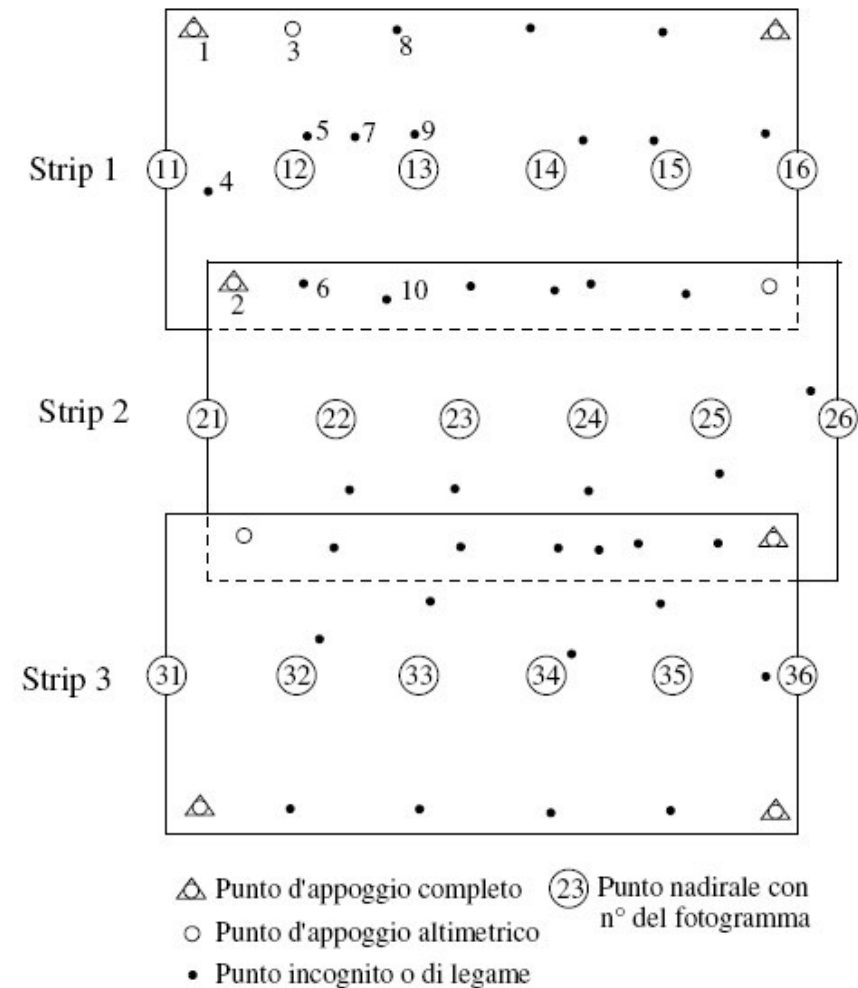 1 3 8
5 7 9
Strip 1 11 12 13 14 15 16
4
2 6 10
Strip 2 21 22 23 24 25 26
Strip 3 31 32 33 34 35 36
Punto d'appoggio completo 23 Punto nadirale con
n° del fotogramma
Punto d'appoggio altimetrico
Punto incognito o di legame